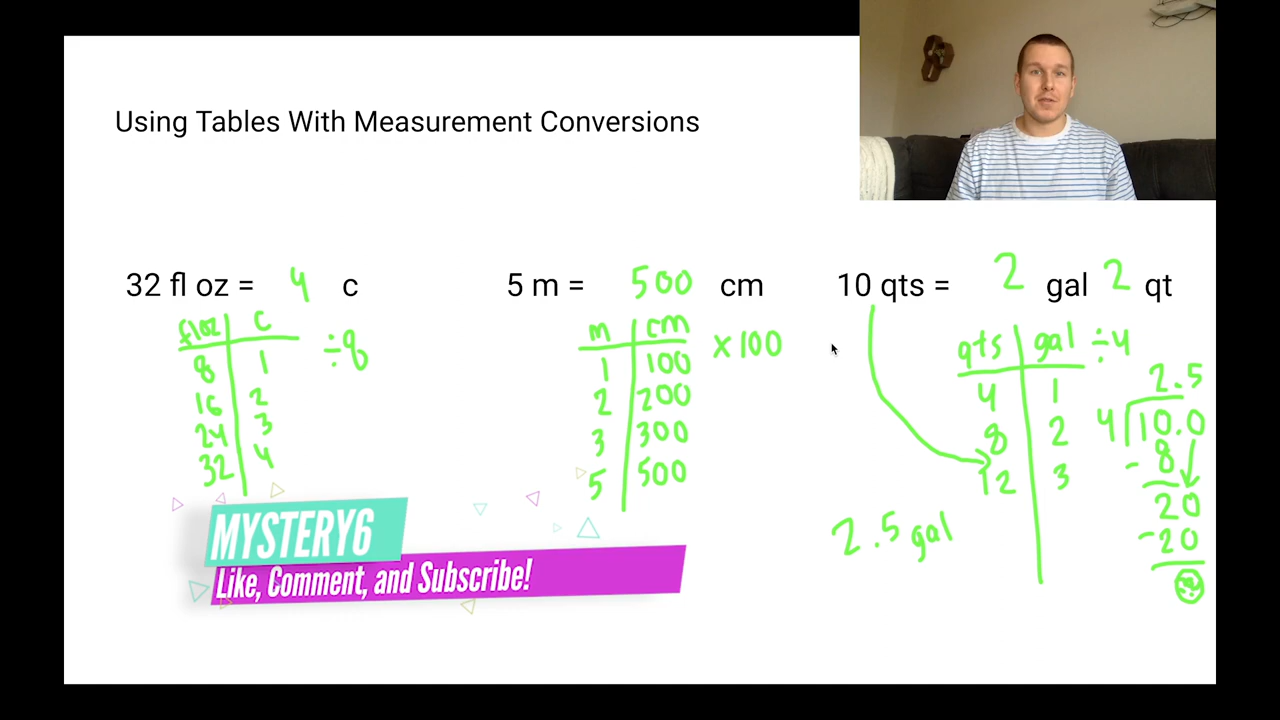 Using Tables With Measurement Conversions
32 fl oz = 4 c
fl oz c
÷8
8 1
16 2
24 3
32 4
5 m = 500 cm
m cm
x 100
1 100
2 200
3 300
5 500
10 qts = 2 gal 2 qt
qts gal ÷4
4 1
8 2
12 3
2.5
4 10.0
- 8
20
-20
2.5 gal
MYSTERY6
Like, Comment, and Subscribe!